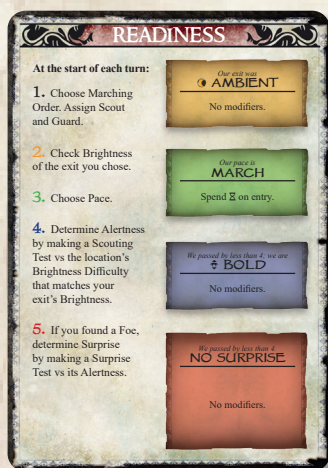 READINESS
At the start of each turn:
1. Choose Marching
Order. Assign Scout
and Guard.
2. Check Brightness
of the exit you chose.
3. Choose Pace.
4. Determine Alertness
by making a Scouting
Test vs the location's
Brightness Difficulty
that matches your
exit's Brightness.
5. If you found a Foe,
determine Surprise
by making a Surprise
Test vs its Alertness.
Our exit was
AMBIENT
No modifiers.
Our pace is
MARCH
Spend ⌛ on entry.
We passed by less than 4; we are
BOLD
No modifiers.
We passed by less than 4
NO SURPRISE
No modifiers.